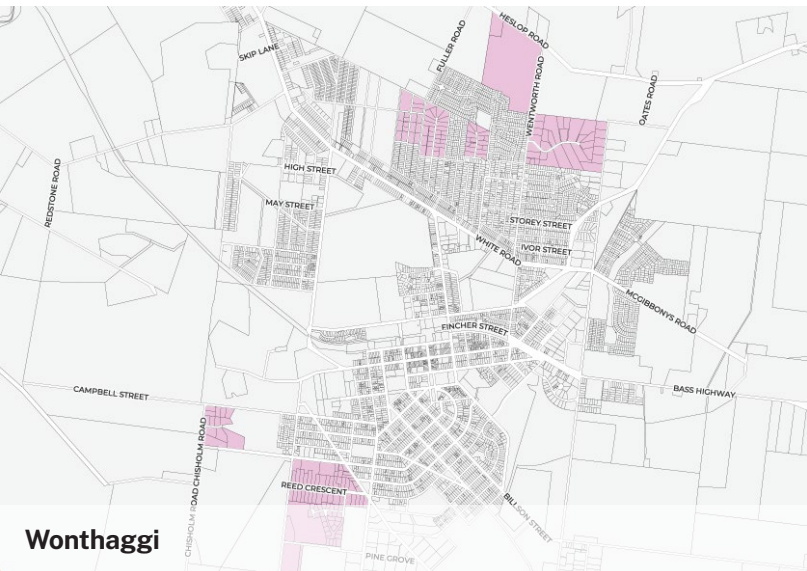 HESLOP ROAD
FULLER ROAD
SKIP LANE
WENTWORTH ROAD
OATES ROAD
HIGH STREET
REDSTONE ROAD
MAY STREET
STOREY STREET
WHITE ROAD
IVOR STREET
MCGIBBONYS ROAD
FINCHER STREET
CAMPBELL STREET
BASS HIGHWAY
CHISHOLM ROAD
CHISHOLM ROAD
REED CRESCENT
BILLSON STREET
Wonthaggi
PINE GROVE